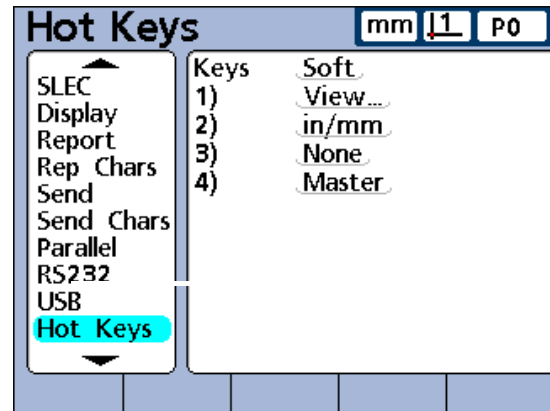 Hot Keys
mm 1 P0
SLEC
Display
Report
Rep Chars
Send
Send Chars
Parallel
RS232
USB
Hot Keys
Keys Soft
1) View...
2) in/mm
3) None
4) Master